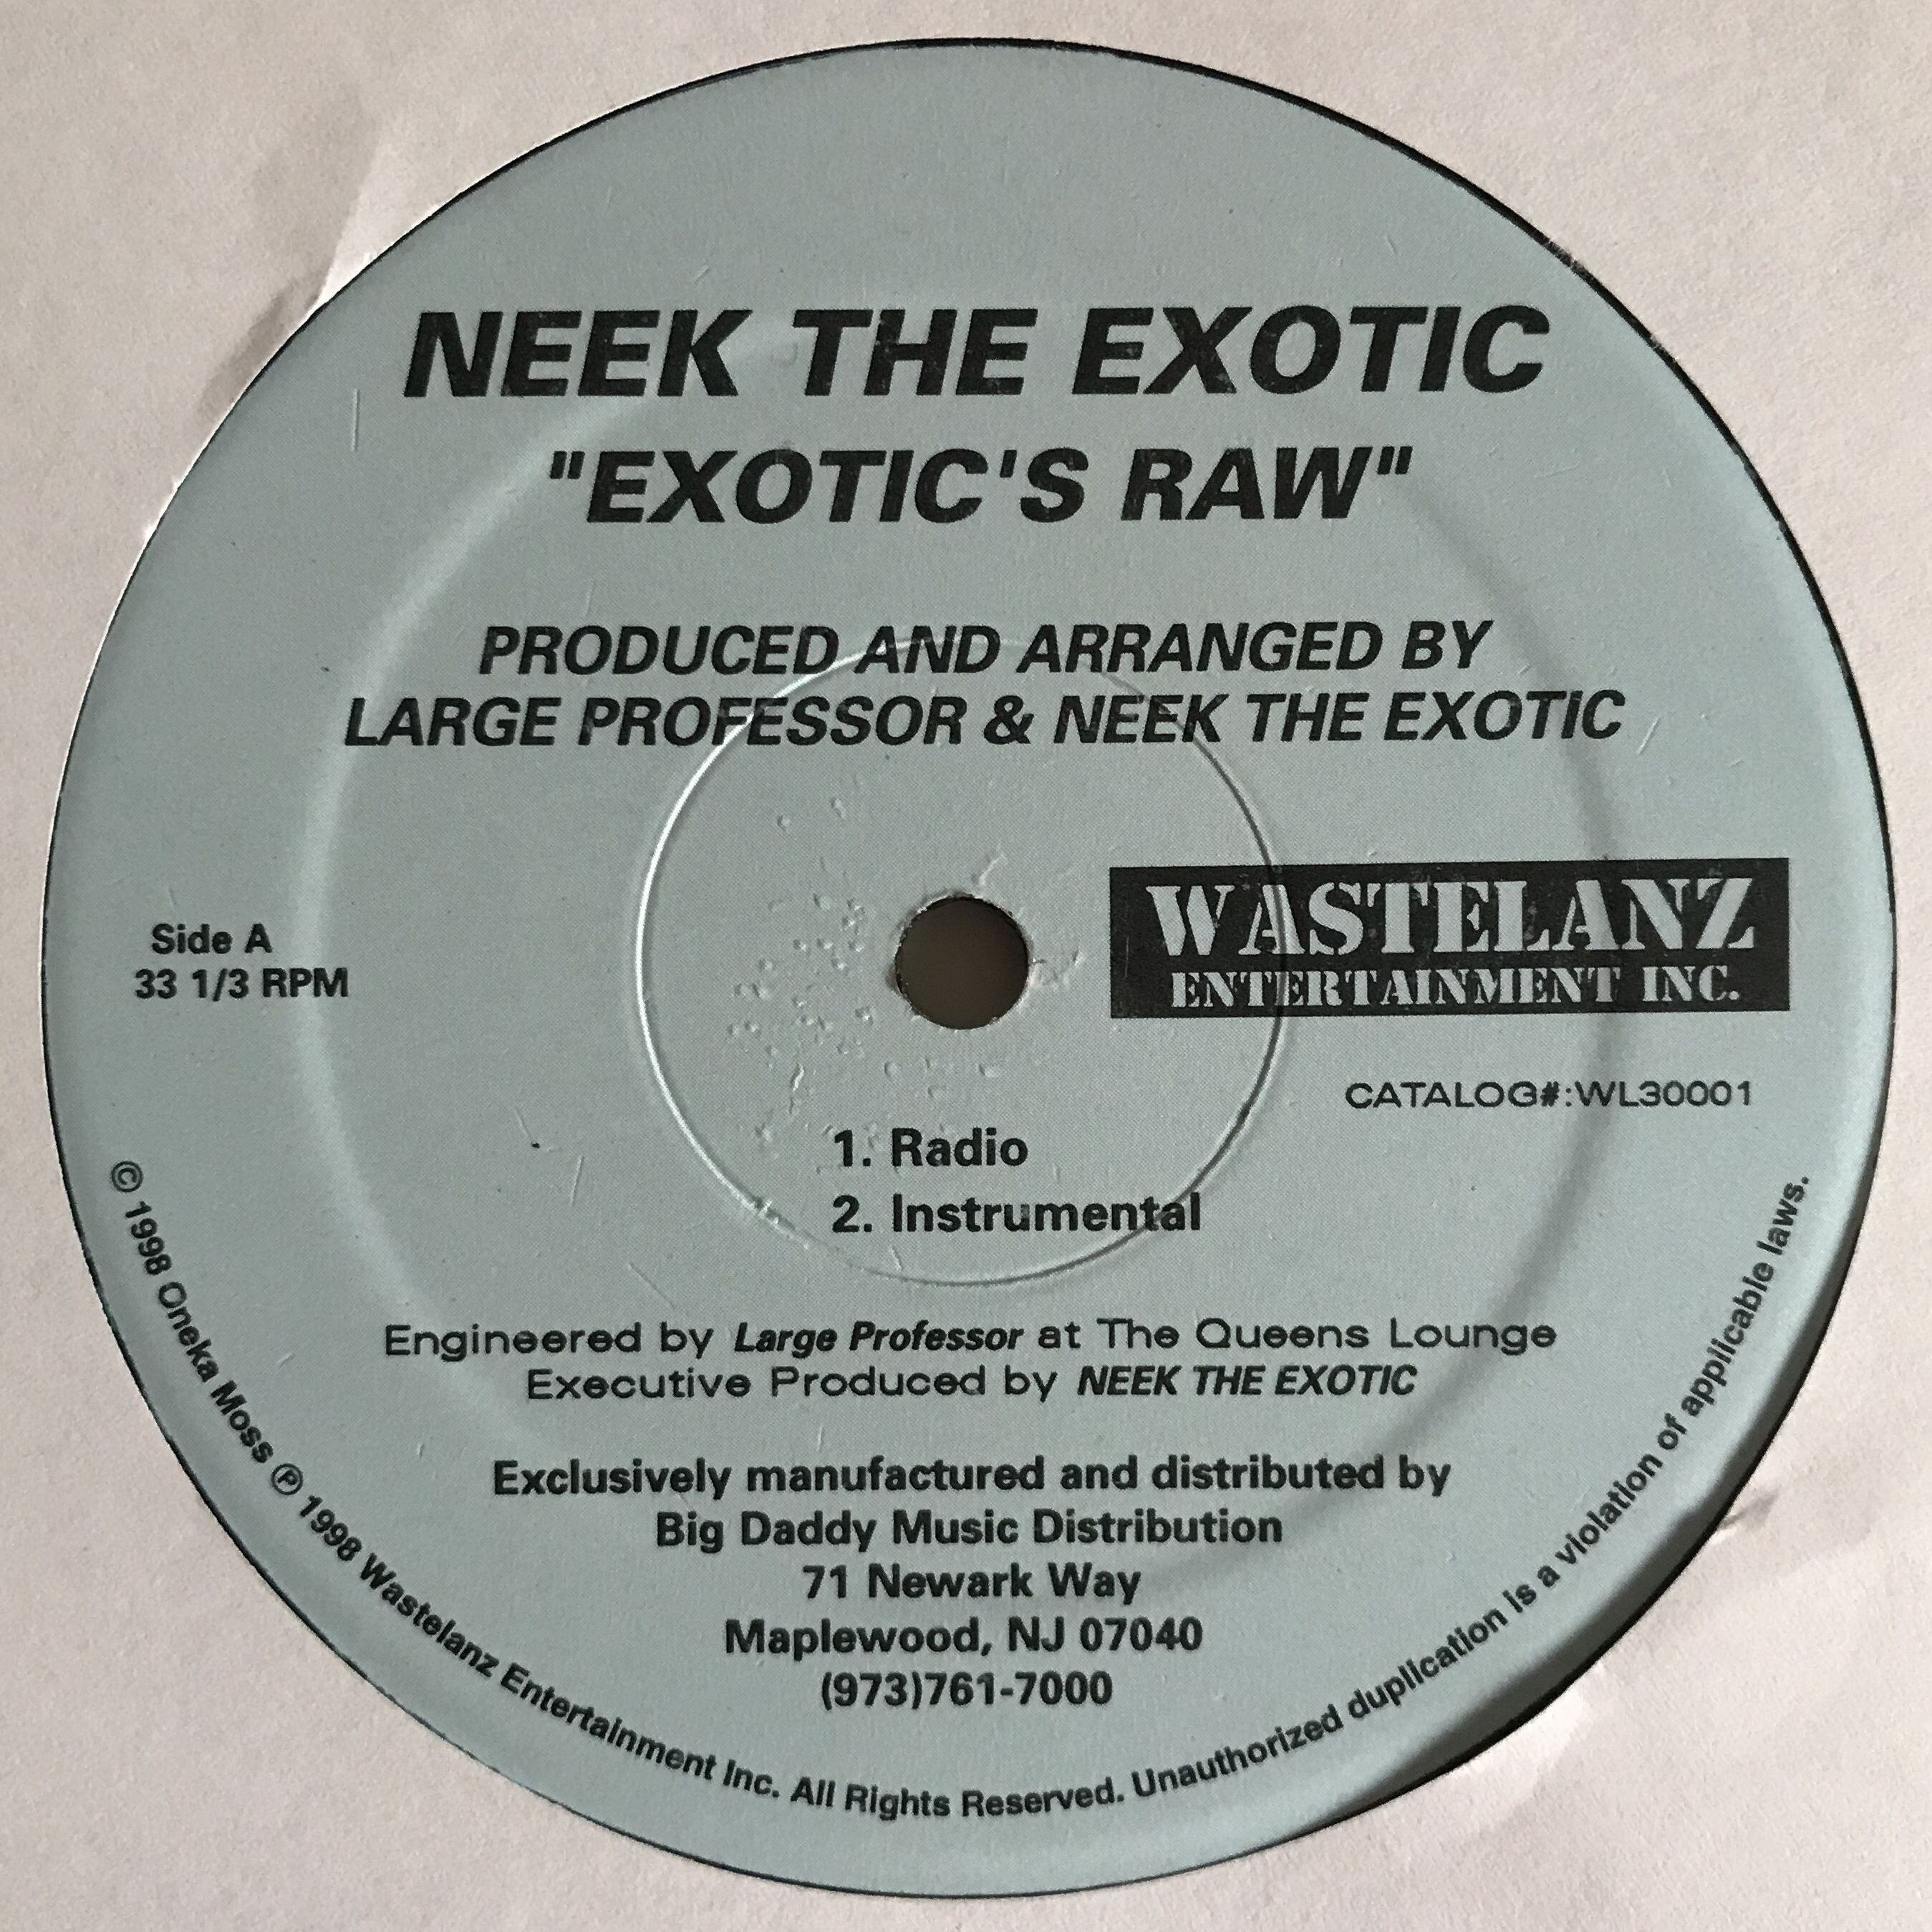 NEEK THE EXOTIC
"EXOTIC'S RAW"
PRODUCED AND ARRANGED BY
LARGE PROFESSOR & NEEK THE EXOTIC
Side A
33 1/3 RPM
WASTELANZ
ENTERTAINMENT INC.
CATALOG#:WL30001
1. Radio
2. Instrumental
Engineered by Large Professor at The Queens Lounge
Executive Produced by NEEK THE EXOTIC
Exclusively manufactured and distributed by
Big Daddy Music Distribution
71 Newark Way
Maplewood, NJ 07040
(973)761-7000
© 1998 Oneka Moss ℗ 1998 Wastelanz Entertainment Inc. All Rights Reserved. Unauthorized duplication is a violation of applicable laws.